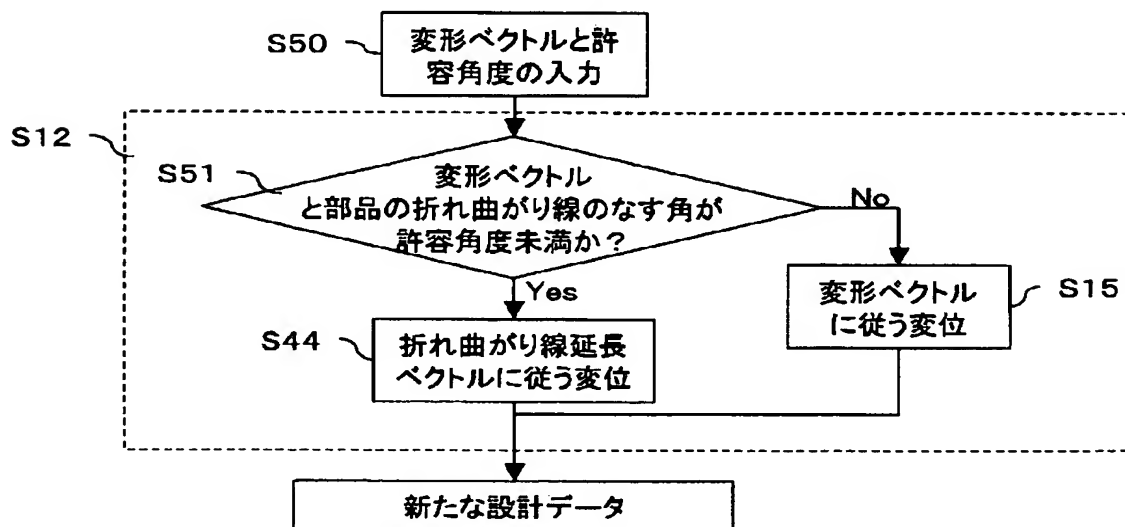 S50
変形ベクトルと許
容角度の入力
S12
S51
変形ベクトル
と部品の折れ曲がり線のなす角が
許容角度未満か？
No
Yes
変形ベクトル
に従う変位
S15
S44
折れ曲がり線延長
ベクトルに従う変位
新たな設計データ